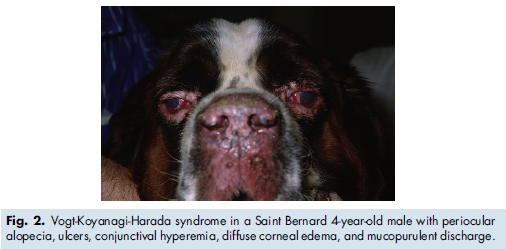 Fig. 2. Vogt-Koyanagi-Harada syndrome in a Saint Bernard 4-year-old male with periocular
alopecia, ulcers, conjunctival hyperemia, diffuse corneal edema, and mucopurulent discharge.